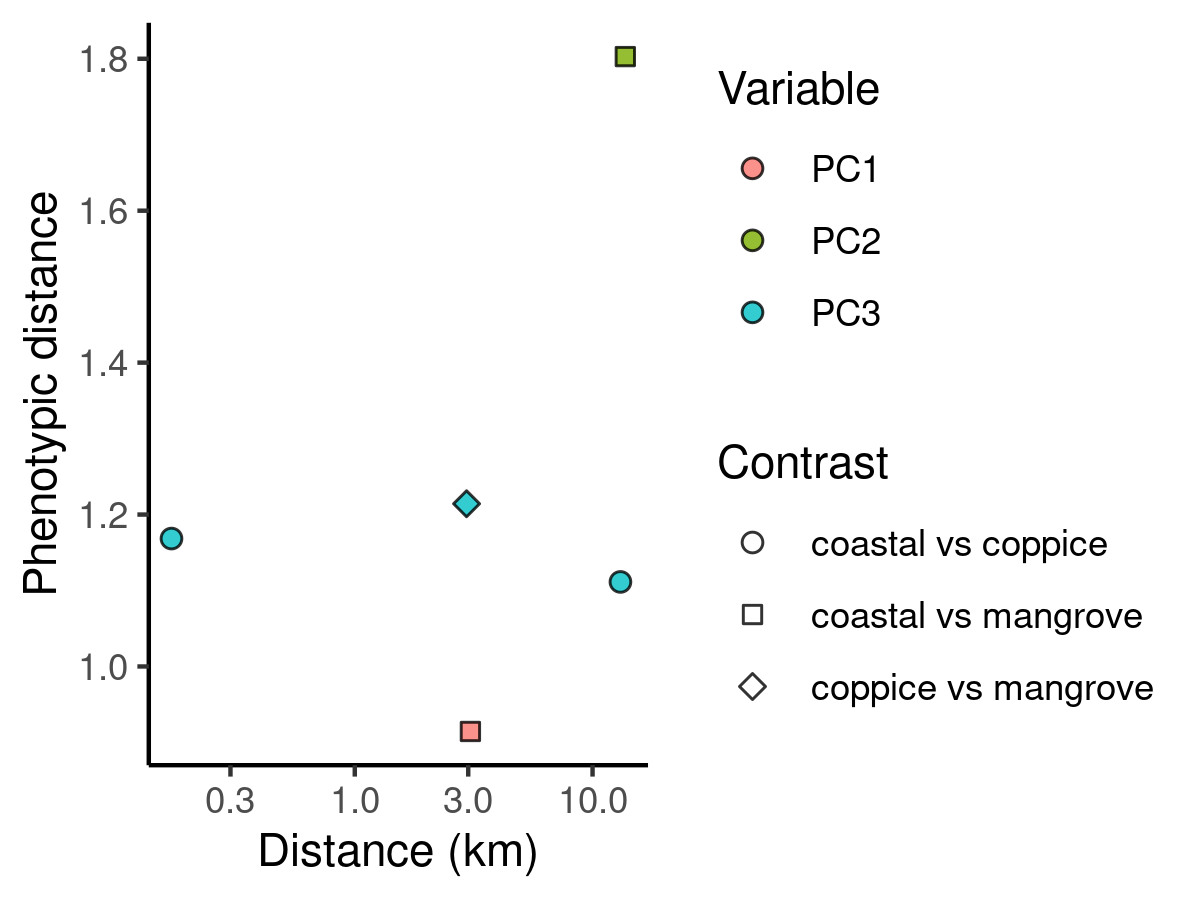 1.8
1.6
1.4
1.2
1.0
Phenotypic distance
0.3 1.0 3.0 10.0
Distance (km)
Variable
PC1
PC2
PC3
Contrast
coastal vs coppice
coastal vs mangrove
coppice vs mangrove